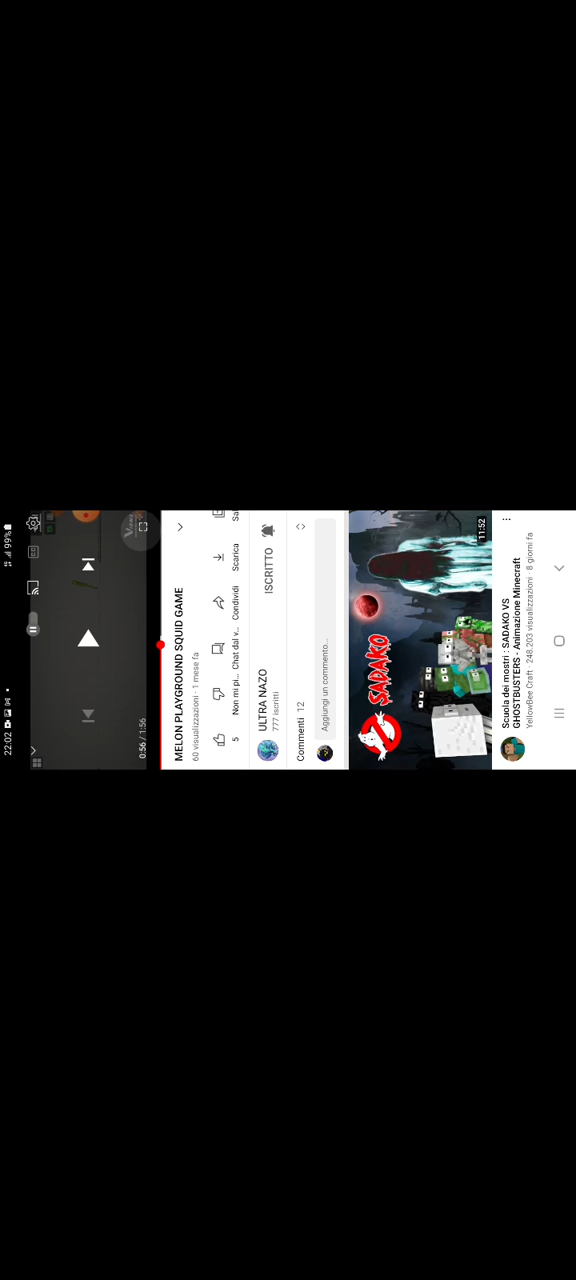 22:02
99%
CC
0:56 / 1:56
MELON PLAYGROUND SQUID GAME
60 visualizzazioni · 1 mese fa
5
Non mi pi...
Chat dal v...
Condividi
Scarica
Sa
ULTRA NAZO
777 iscritti
ISCRITTO
Commenti 12
Aggiungi un commento...
SADAKO
11:52
Scuola dei mostri : SADAKO VS
GHOSTBUSTERS - Animazione Minecraft
YellowBee Craft · 248.203 visualizzazioni · 8 giorni fa